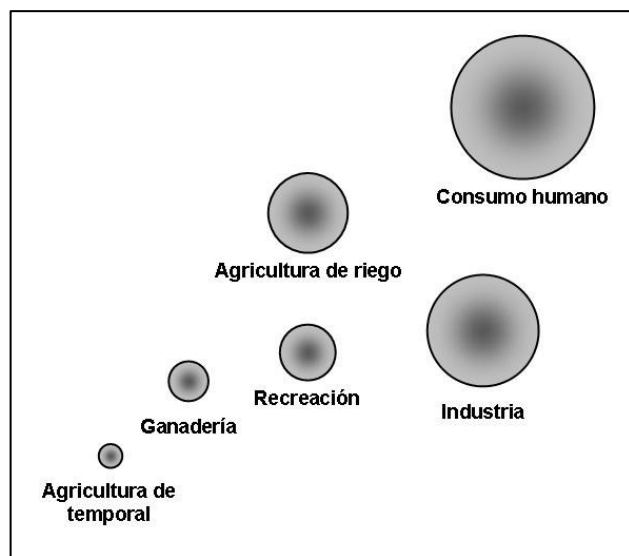 Consumo humano
Agricultura de riego
Recreación
Industria
Ganadería
Agricultura de
temporal